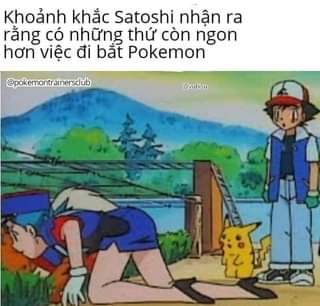 Khoảnh khắc Satoshi nhận ra
rằng có những thứ còn ngon
hơn việc đi bắt Pokemon
@pokemontrainersclub